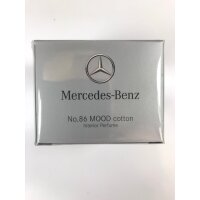 Mercedes-Benz
No.86 MOOD cotton
Interior Perfume